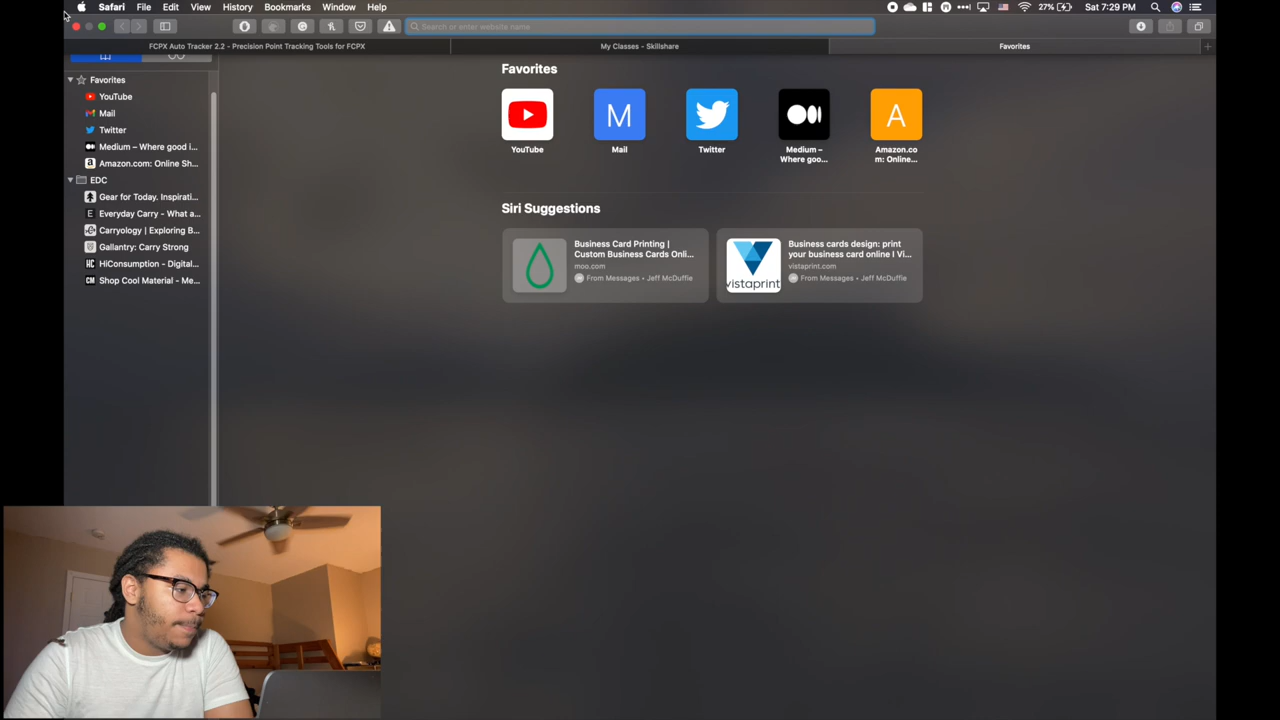 Safari File Edit View History Bookmarks Window Help 27% Sat 7:29 PM
Search or enter website name
FCPX Auto Tracker 2.2 - Precision Point Tracking Tools for FCPX My Classes - Skillshare Favorites
Favorites
YouTube
Mail
Twitter
Medium – Where good i...
Amazon.com: Online Sh...
EDC
Gear for Today. Inspirati...
Everyday Carry - What a...
Carryology | Exploring B...
Gallantry: Carry Strong
HiConsumption - Digital...
Shop Cool Material - Me...
Favorites
M
A
YouTube
Mail
Twitter
Medium –
Where goo...
Amazon.co
m: Online...
Siri Suggestions
Business Card Printing |
Custom Business Cards Onli...
moo.com
From Messages • Jeff McDuffie
vistaprint
Business cards design: print
your business card online I Vi...
vistaprint.com
From Messages • Jeff McDuffie